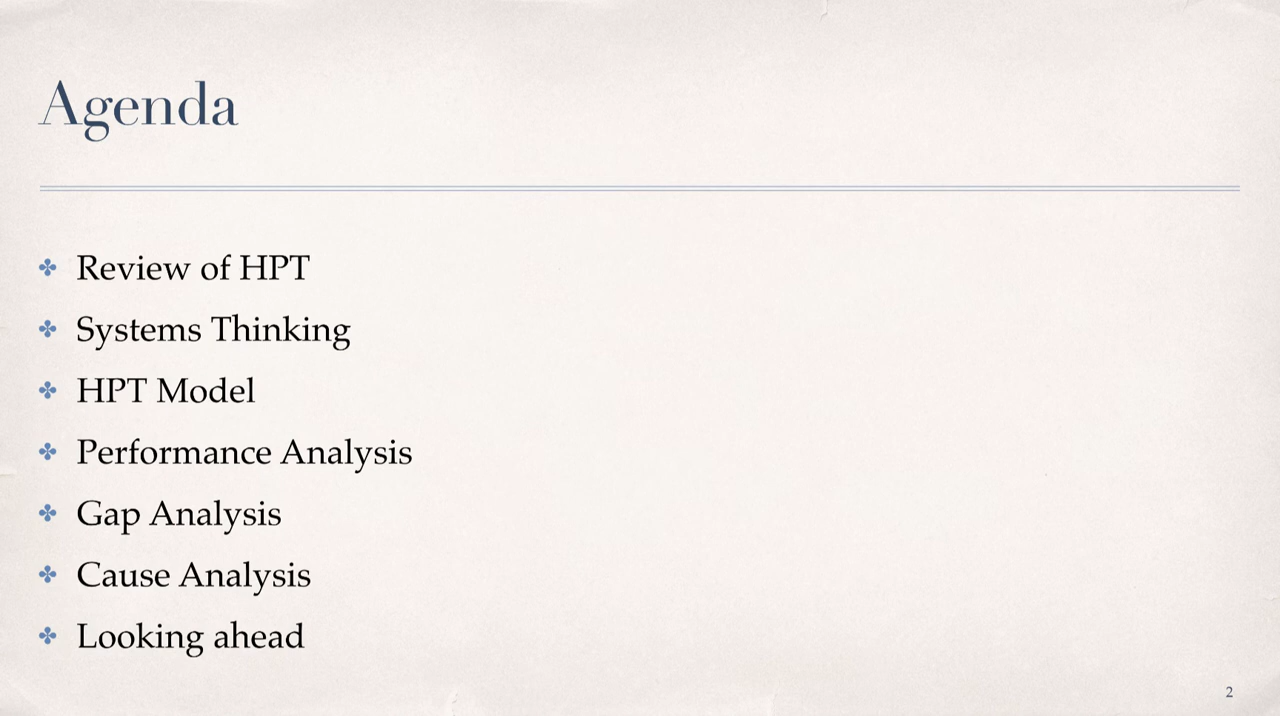 Agenda
Review of HPT
Systems Thinking
HPT Model
Performance Analysis
Gap Analysis
Cause Analysis
Looking ahead
2